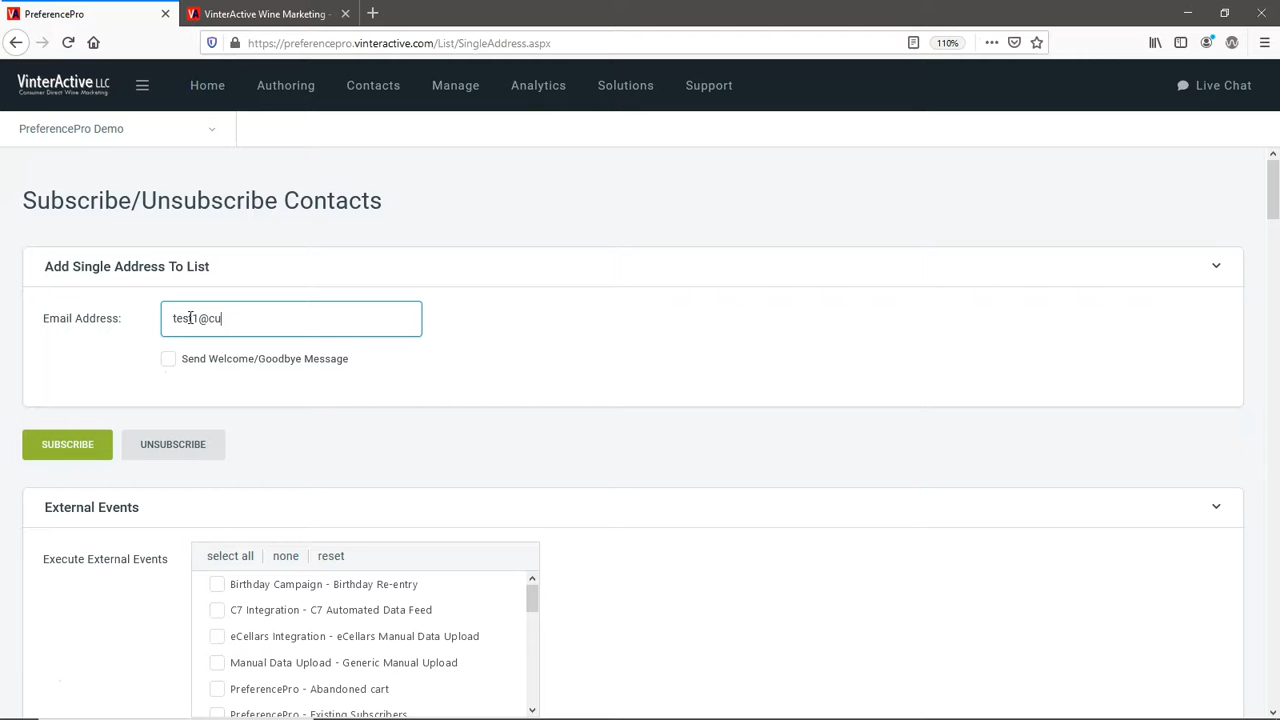 PreferencePro
VinterActive Wine Marketing -
https://preferencepro.vinteractive.com/List/SingleAddress.aspx
110%
VinterActive LLC
Consumer Direct Wine Marketing
Home
Authoring
Contacts
Manage
Analytics
Solutions
Support
Live Chat
PreferencePro Demo
Subscribe/Unsubscribe Contacts
Add Single Address To List
Email Address:
test1@cu
Send Welcome/Goodbye Message
SUBSCRIBE
UNSUBSCRIBE
External Events
Execute External Events
select all
none
reset
Birthday Campaign - Birthday Re-entry
C7 Integration - C7 Automated Data Feed
eCellars Integration - eCellars Manual Data Upload
Manual Data Upload - Generic Manual Upload
PreferencePro - Abandoned cart
PreferencePro - Existing Subscribers